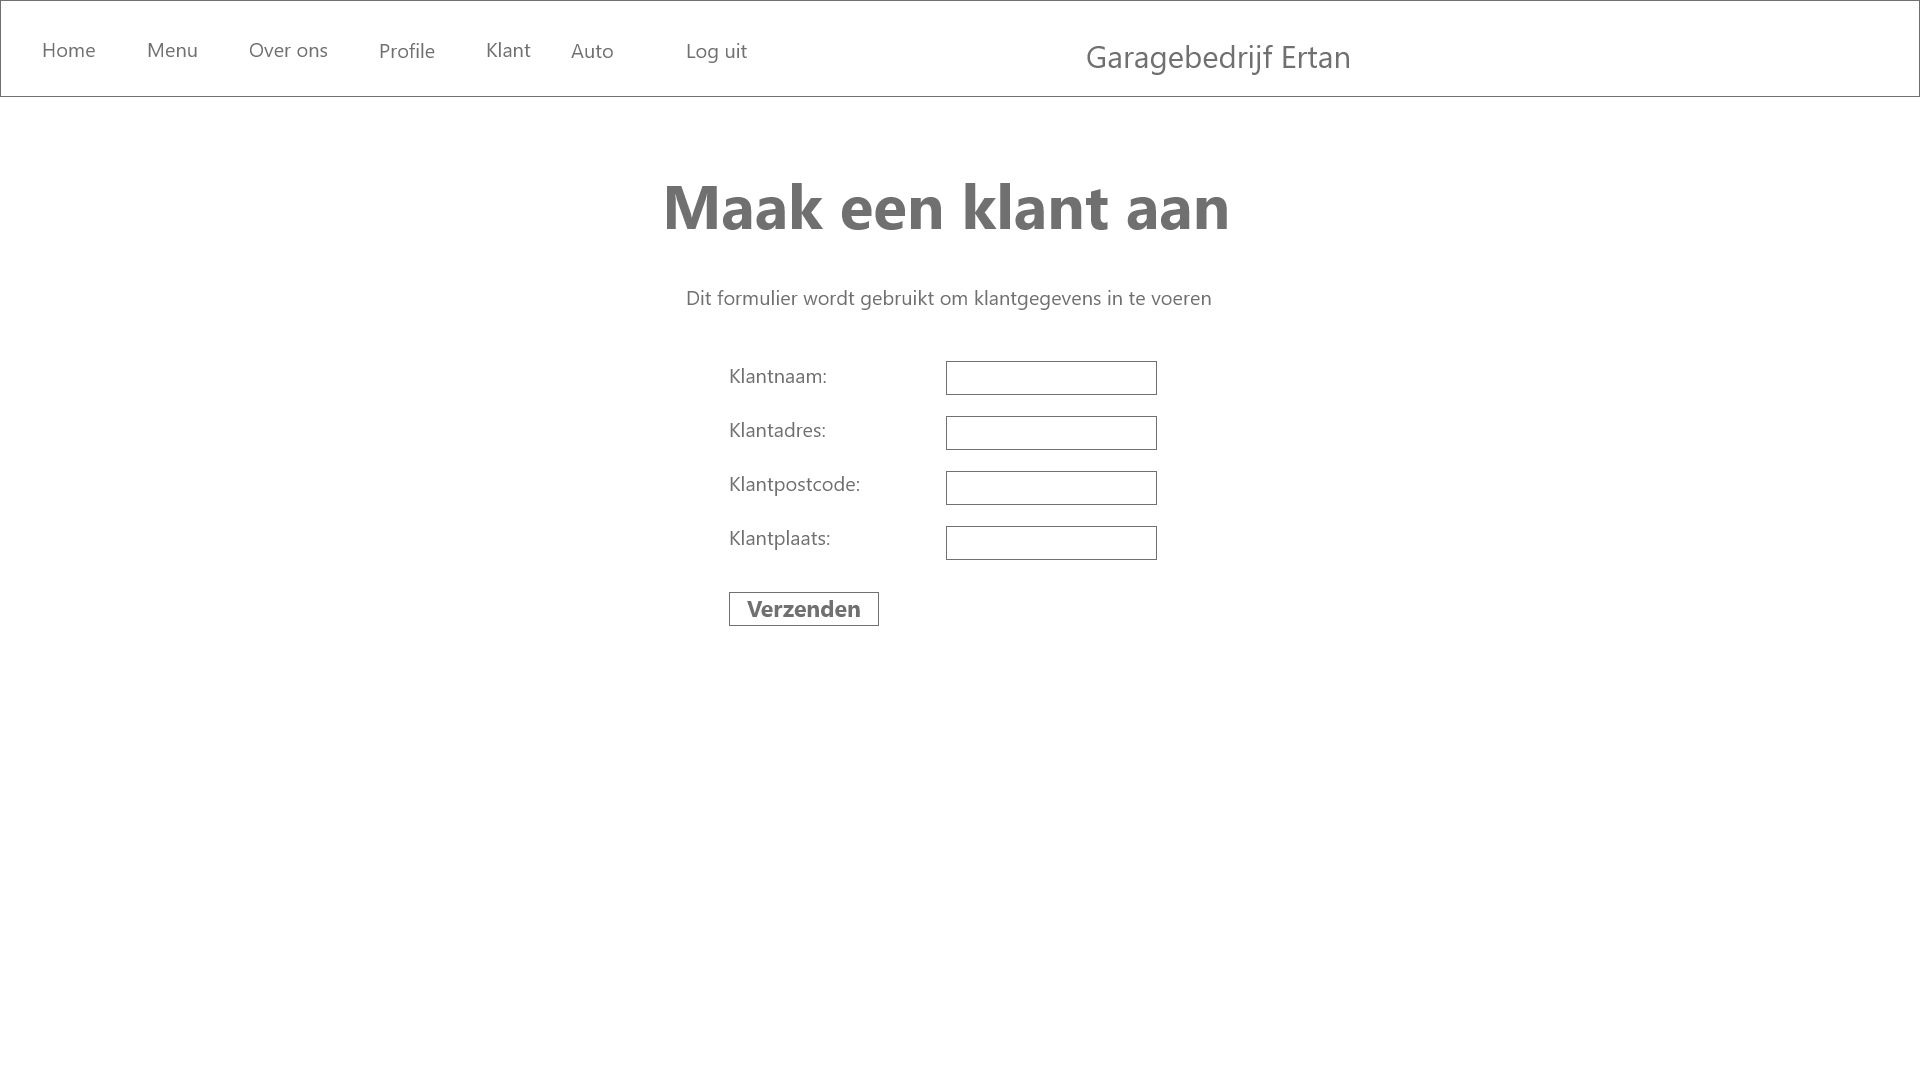 Home Menu Over ons Profile Klant Auto Log uit Garagebedrijf Ertan
Maak een klant aan
Dit formulier wordt gebruikt om klantgegevens in te voeren
Klantnaam:
Klantadres:
Klantpostcode:
Klantplaats:
Verzenden